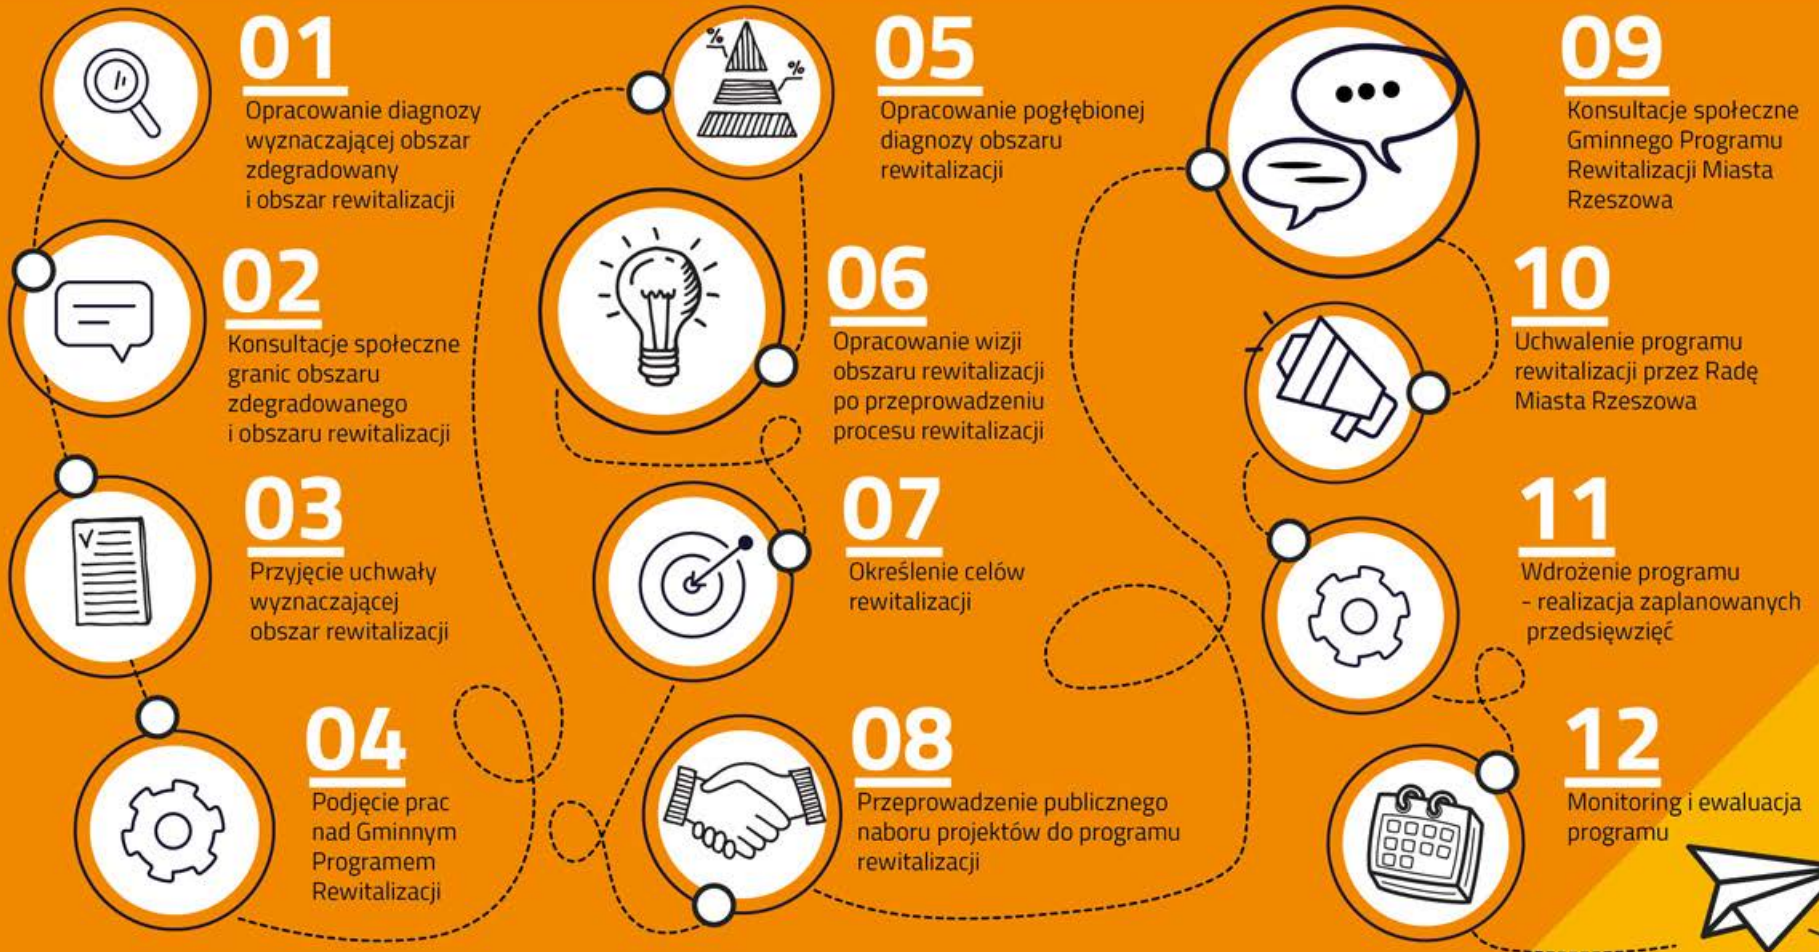 01
Opracowanie diagnozy
wyznaczającej obszar
zdegradowany
i obszar rewitalizacji
02
Konsultacje społeczne
granic obszaru
zdegradowanego
i obszaru rewitalizacji
03
Przyjęcie uchwały
wyznaczającej
obszar rewitalizacji
04
Podjęcie prac
nad Gminnym
Programem
Rewitalizacji
%
%
05
Opracowanie pogłębionej
diagnozy obszaru
rewitalizacji
06
Opracowanie wizji
obszaru rewitalizacji
po przeprowadzeniu
procesu rewitalizacji
07
Określenie celów
rewitalizacji
08
Przeprowadzenie publicznego
naboru projektów do programu
rewitalizacji
09
Konsultacje społeczne
Gminnego Programu
Rewitalizacji Miasta
Rzeszowa
10
Uchwalenie programu
rewitalizacji przez Radę
Miasta Rzeszowa
11
Wdrożenie programu
- realizacja zaplanowanych
przedsięwzięć
12
Monitoring i ewaluacja
programu